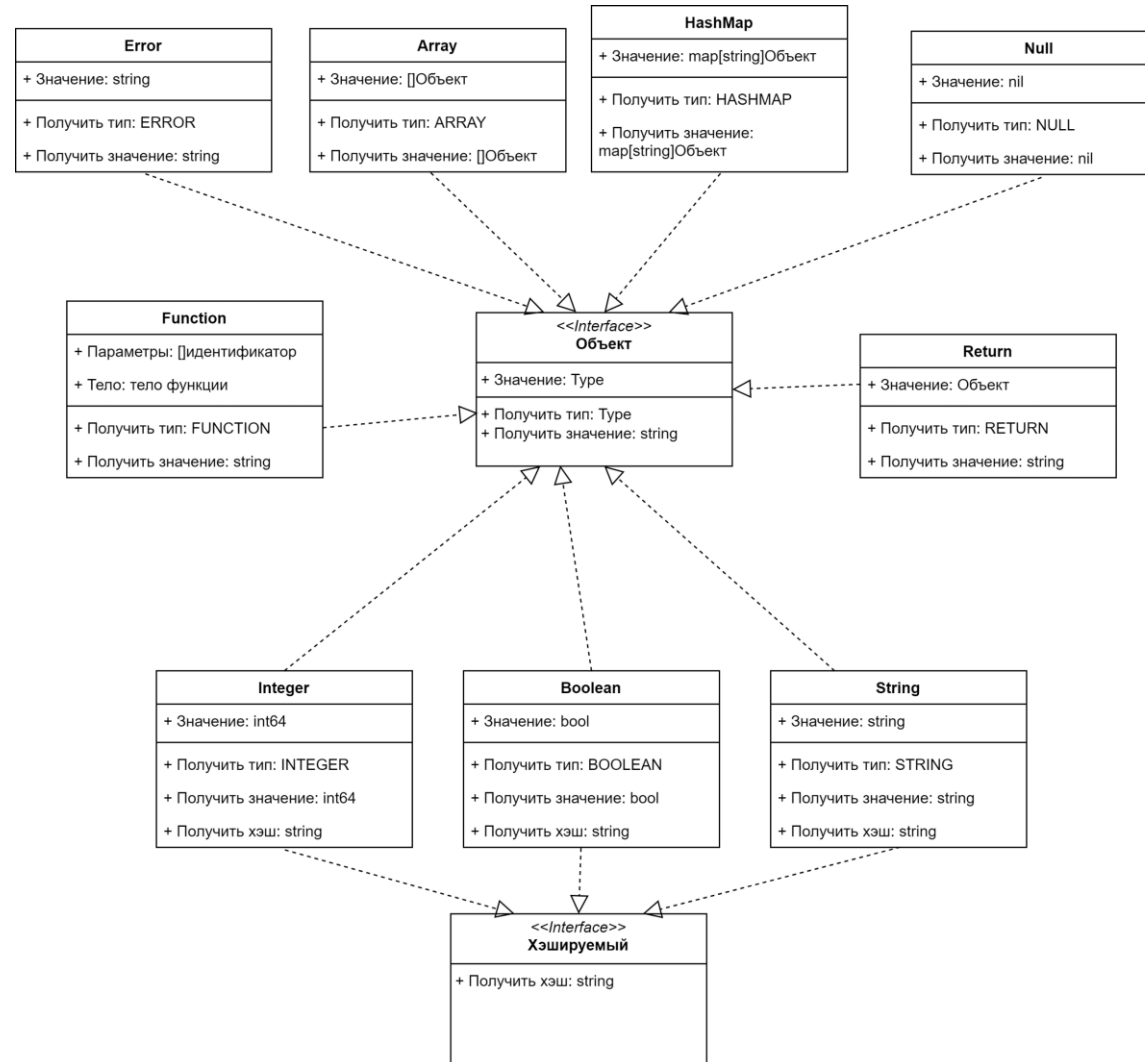 Error
+ Значение: string
+ Получить тип: ERROR
+ Получить значение: string
Array
+ Значение: []Объект
+ Получить тип: ARRAY
+ Получить значение: []Объект
HashMap
+ Значение: map[string]Объект
+ Получить тип: HASHMAP
+ Получить значение:
map[string]Объект
Null
+ Значение: nil
+ Получить тип: NULL
+ Получить значение: nil
Function
+ Параметры: []идентификатор
+ Тело: тело функции
+ Получить тип: FUNCTION
+ Получить значение: string
<<Interface>>
Объект
+ Значение: Type
+ Получить тип: Type
+ Получить значение: string
Return
+ Значение: Объект
+ Получить тип: RETURN
+ Получить значение: string
Integer
+ Значение: int64
+ Получить тип: INTEGER
+ Получить значение: int64
+ Получить хэш: string
Boolean
+ Значение: bool
+ Получить тип: BOOLEAN
+ Получить значение: bool
+ Получить хэш: string
String
+ Значение: string
+ Получить тип: STRING
+ Получить значение: string
+ Получить хэш: string
<<Interface>>
Хэшируемый
+ Получить хэш: string